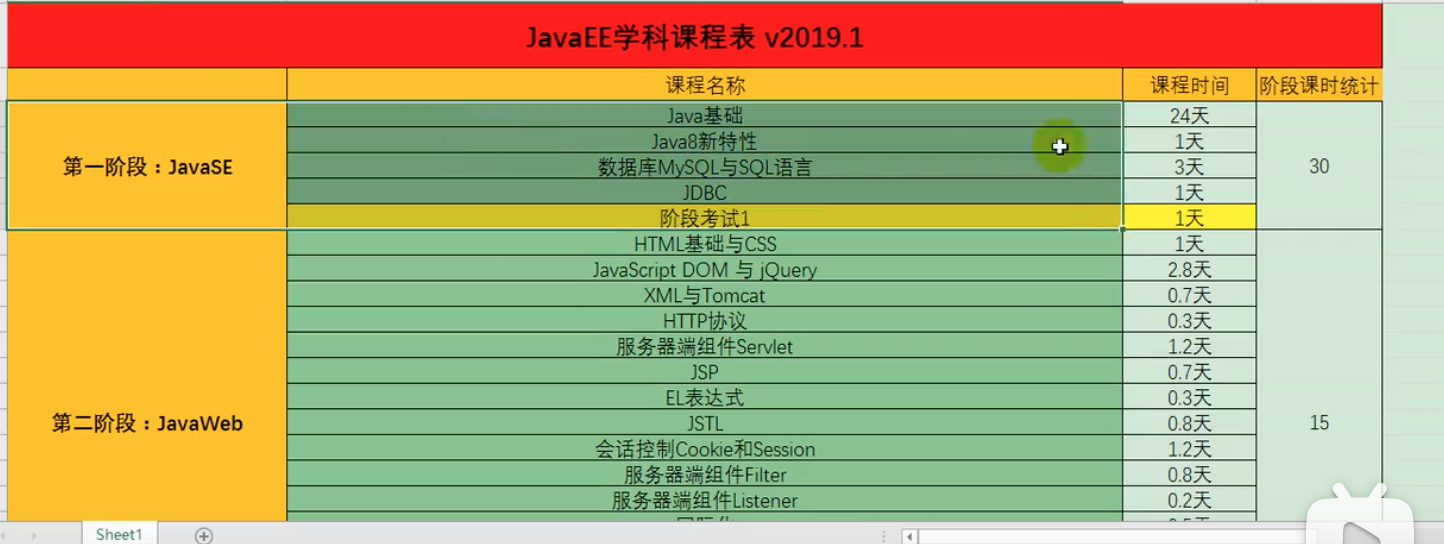 JavaEE学科课程表 v2019.1
课程名称 课程时间 阶段课时统计
第一阶段：JavaSE
Java基础 24天
Java8新特性 1天
数据库MySQL与SQL语言 3天
JDBC 1天
阶段考试1 1天
30
第二阶段：JavaWeb
HTML基础与CSS 1天
JavaScript DOM 与 jQuery 2.8天
XML与Tomcat 0.7天
HTTP协议 0.3天
服务器端组件Servlet 1.2天
JSP 0.7天
EL表达式 0.3天
JSTL 0.8天
会话控制Cookie和Session 1.2天
服务器端组件Filter 0.8天
服务器端组件Listener 0.2天
15
Sheet1